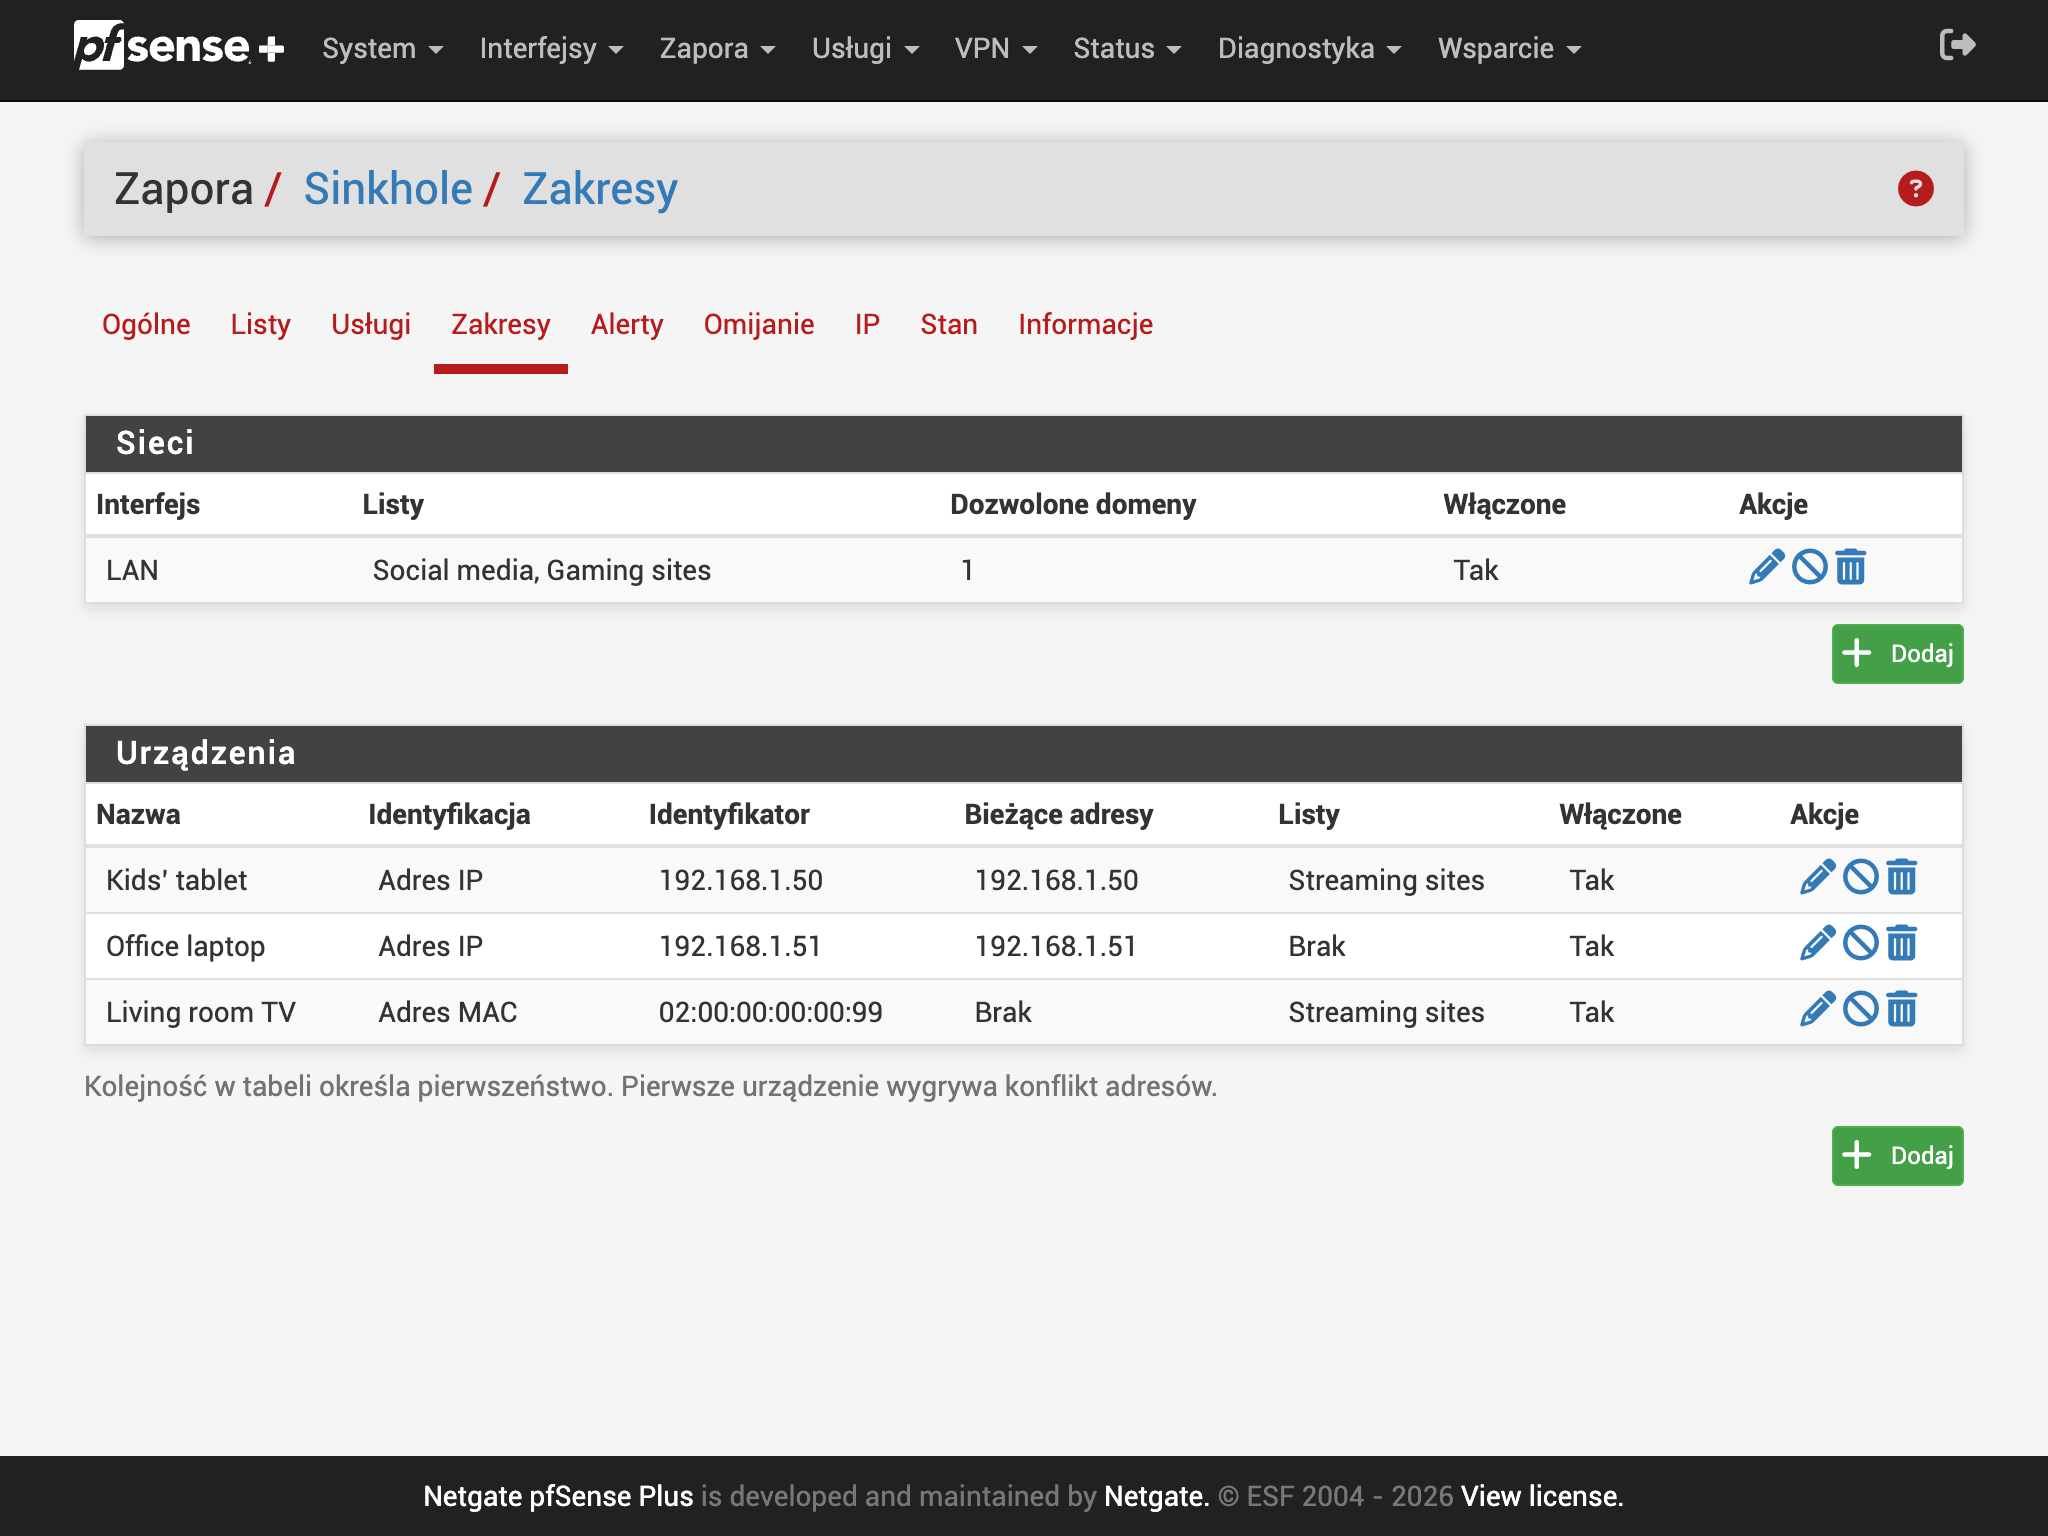 pfsense+ System Interfejsy Zapora Usługi VPN Status Diagnostyka Wsparcie
Zapora / Sinkhole / Zakresy ?
Ogólne Listy Usługi Zakresy Alerty Omijanie IP Stan Informacje
Sieci
Interfejs Listy Dozwolone domeny Włączone Akcje
LAN Social media, Gaming sites 1 Tak
+ Dodaj
Urządzenia
Nazwa Identyfikacja Identyfikator Bieżące adresy Listy Włączone Akcje
Kids' tablet Adres IP 192.168.1.50 192.168.1.50 Streaming sites Tak
Office laptop Adres IP 192.168.1.51 192.168.1.51 Brak Tak
Living room TV Adres MAC 02:00:00:00:00:99 Brak Streaming sites Tak
Kolejność w tabeli określa pierwszeństwo. Pierwsze urządzenie wygrywa konflikt adresów.
+ Dodaj
Netgate pfSense Plus is developed and maintained by Netgate. © ESF 2004 - 2026 View license.